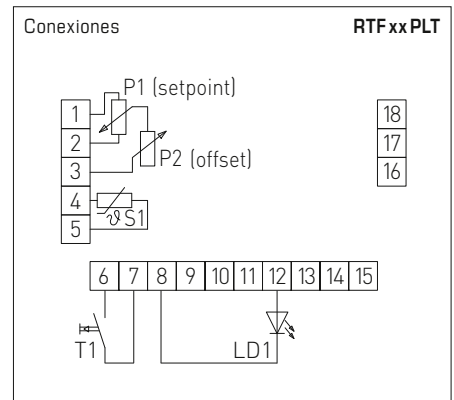 Conexiones RTF xx PLT
P1 (setpoint)
1 18
2 17
P2 (offset)
3 16
4
ϑ S1
5
6 7 8 9 10 11 12 13 14 15
T1 LD1